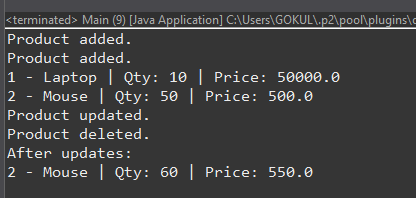 <terminated> Main (9) [Java Application] C:\Users\GOKUL\.p2\pool\plugins\
Product added.
Product added.
1 - Laptop | Qty: 10 | Price: 50000.0
2 - Mouse | Qty: 50 | Price: 500.0
Product updated.
Product deleted.
After updates:
2 - Mouse | Qty: 60 | Price: 550.0